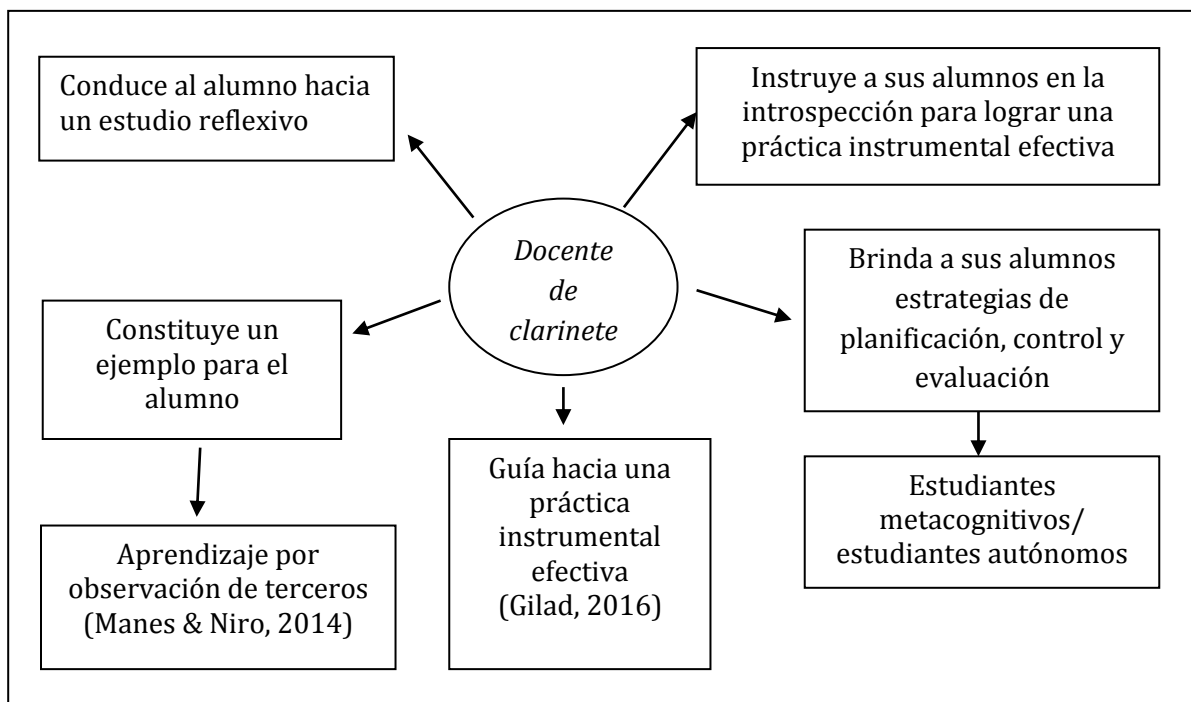 Conduce al alumno hacia
un estudio reflexivo
Instruye a sus alumnos en la
introspección para lograr una
práctica instrumental efectiva
Docente
de
clarinete
Brinda a sus alumnos
estrategias de
planificación, control y
evaluación
Constituye un
ejemplo para el
alumno
Guía hacia una
práctica
instrumental
efectiva
(Gilad, 2016)
Estudiantes
metacognitivos/
estudiantes autónomos
Aprendizaje por
observación de terceros
(Manes & Niro, 2014)